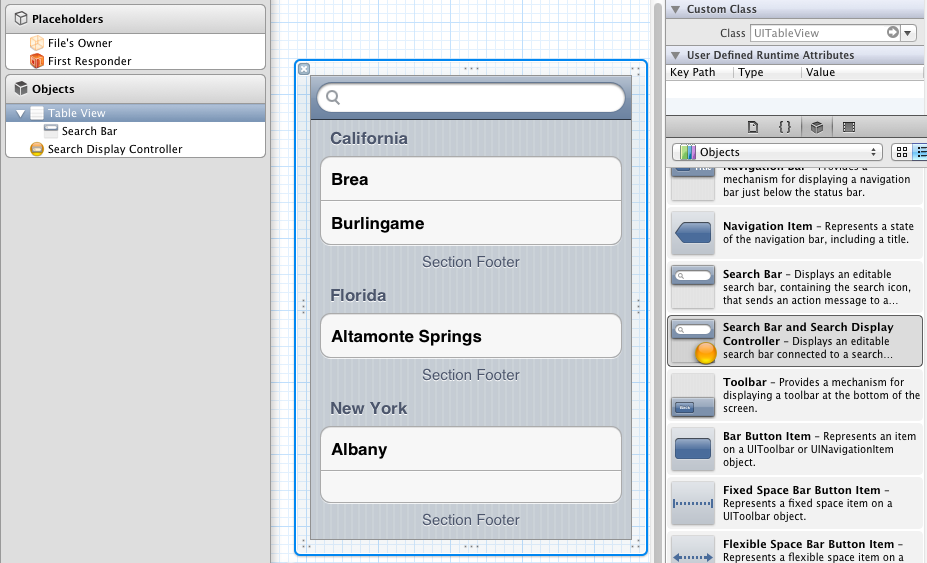 Placeholders
File's Owner
First Responder
Objects
Table View
Search Bar
Search Display Controller
California
Brea
Burlingame
Section Footer
Florida
Altamonte Springs
Section Footer
New York
Albany
Section Footer
Custom Class
Class UITableView
User Defined Runtime Attributes
Key Path Type Value
{ }
Objects
Navigation Bar – Provides a
mechanism for displaying a navigation
bar just below the status bar.
Navigation Item – Represents a state
of the navigation bar, including a title.
Search Bar – Displays an editable
search bar, containing the search icon,
that sends an action message to a...
Search Bar and Search Display
Controller – Displays an editable
search bar connected to a search...
Toolbar – Provides a mechanism for
displaying a toolbar at the bottom of the
screen.
Bar Button Item – Represents an item
on a UIToolbar or UINavigationItem
object.
Fixed Space Bar Button Item –
Represents a fixed space item on a
UIToolbar object.
Flexible Space Bar Button Item –
Represents a flexible space item on a